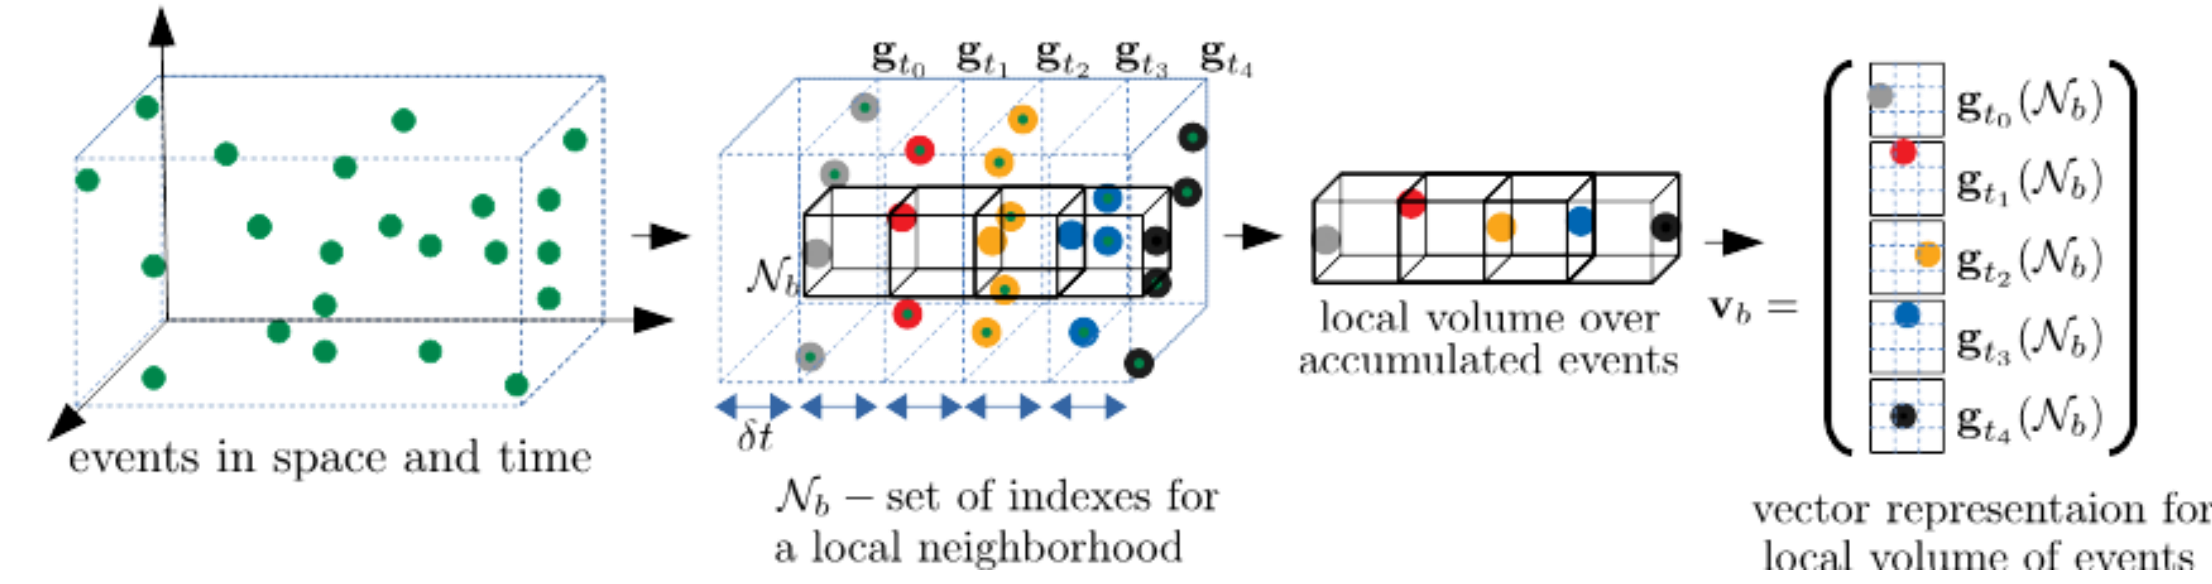 g_{t_0} g_{t_1} g_{t_2} g_{t_3} g_{t_4}
𝒩_b
δt
events in space and time
𝒩_b – set of indexes for
a local neighborhood
local volume over
accumulated events
v_b =
g_{t_0}(𝒩_b)
g_{t_1}(𝒩_b)
g_{t_2}(𝒩_b)
g_{t_3}(𝒩_b)
g_{t_4}(𝒩_b)
vector representaion for
local volume of events